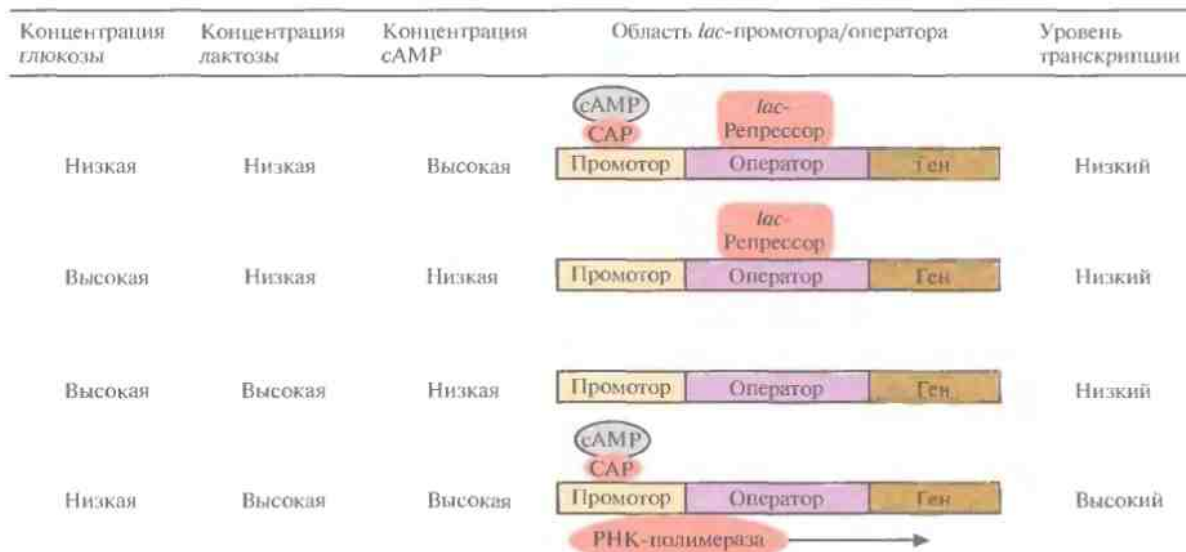 Концентрация глюкозы
Концентрация лактозы
Концентрация cAMP
Область lac-промотора/оператора
Уровень транскрипции
cAMP
CAP
lac-
Репрессор
Низкая Низкая Высокая Промотор Оператор Ген Низкий
lac-
Репрессор
Высокая Низкая Низкая Промотор Оператор Ген Низкий
Высокая Высокая Низкая Промотор Оператор Ген Низкий
cAMP
CAP
Низкая Высокая Высокая Промотор Оператор Ген Высокий
РНК-полимераза